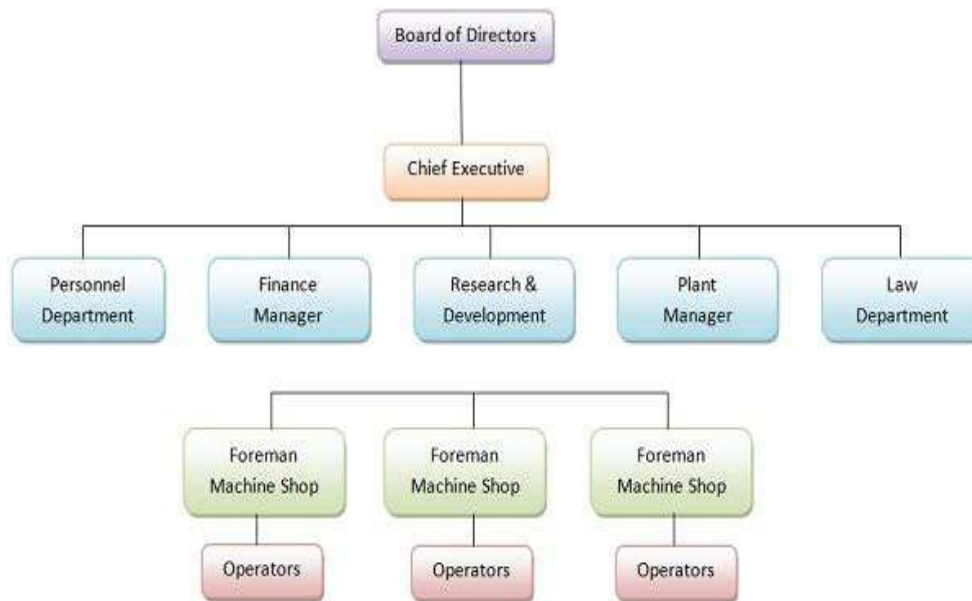 Board of Directors
Chief Executive
Personnel
Department
Finance
Manager
Research &
Development
Plant
Manager
Law
Department
Foreman
Machine Shop
Foreman
Machine Shop
Foreman
Machine Shop
Operators
Operators
Operators